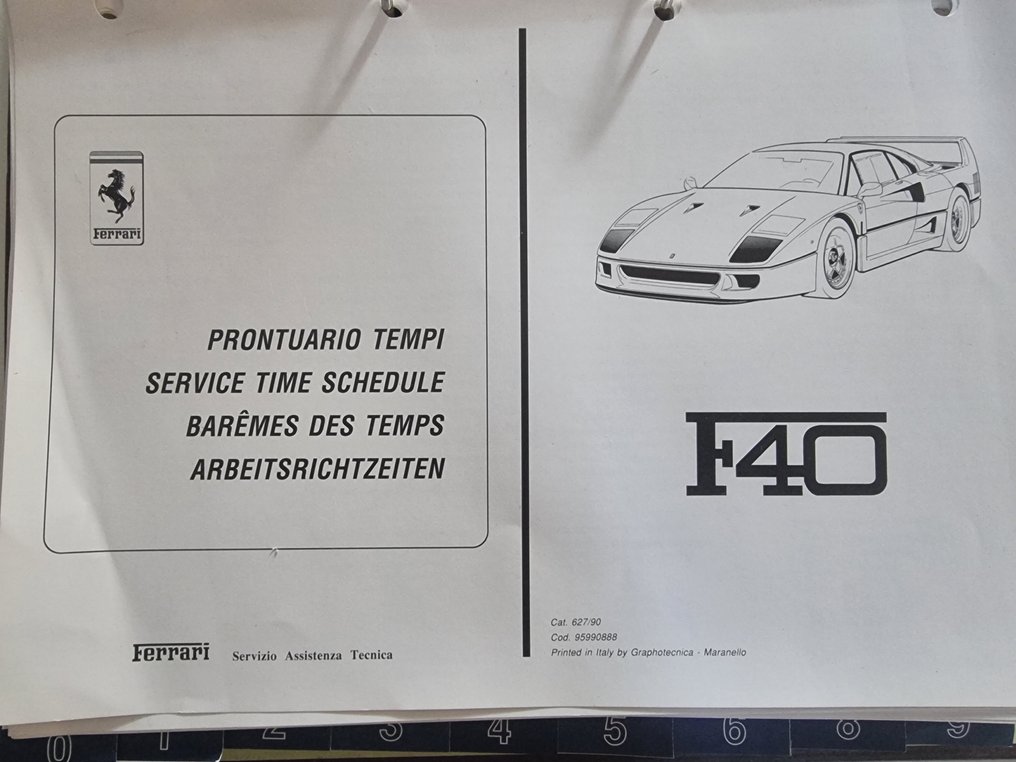 Ferrari
PRONTUARIO TEMPI
SERVICE TIME SCHEDULE
BARÊMES DES TEMPS
ARBEITSRICHTZEITEN
Ferrari Servizio Assistenza Tecnica
F40
Cat. 627/90
Cod. 95990888
Printed in Italy by Graphotecnica - Maranello
0 1 2 3 4 5 6 8 9